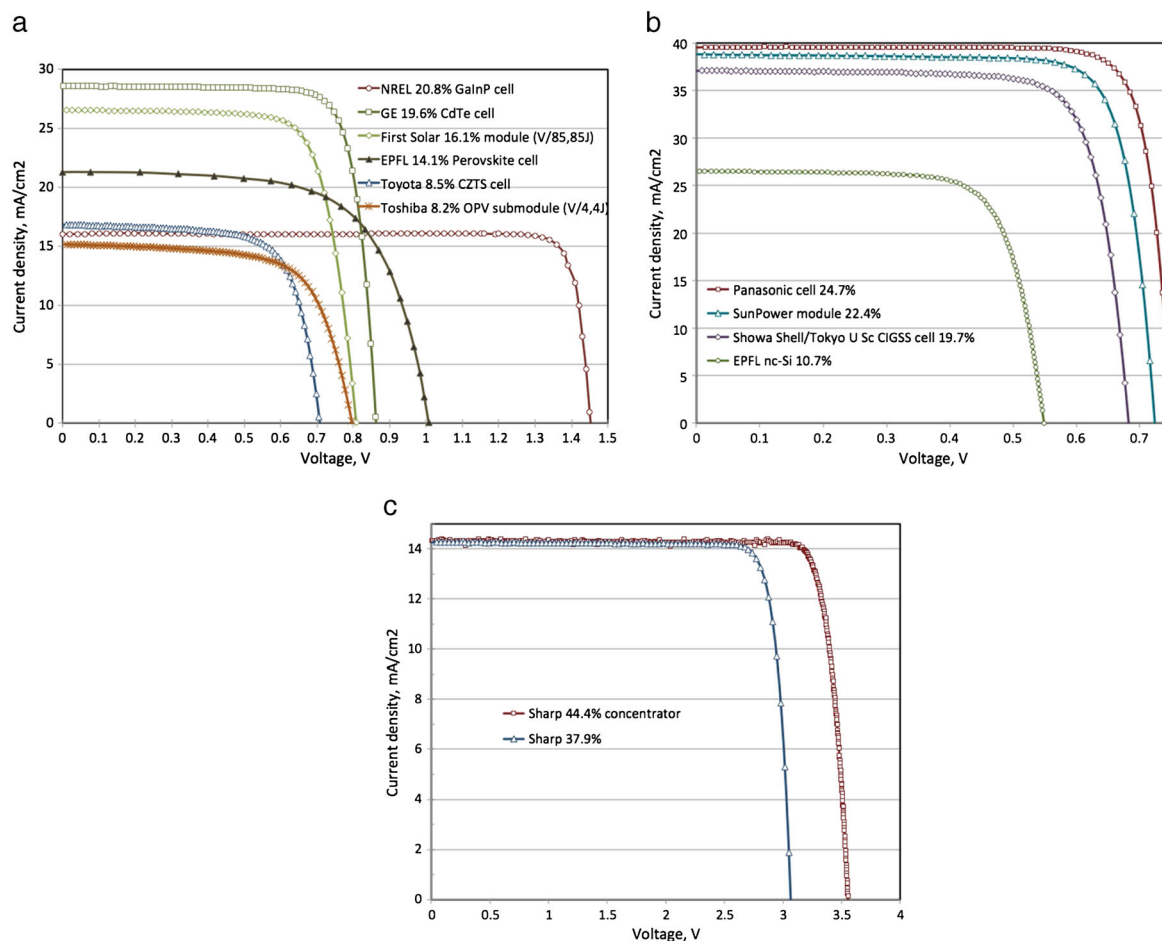 a
Current density, mA/cm2
30
25
20
15
10
5
0
NREL 20.8% GaInP cell
GE 19.6% CdTe cell
First Solar 16.1% module (V/85,85J)
EPFL 14.1% Perovskite cell
Toyota 8.5% CZTS cell
Toshiba 8.2% OPV submodule (V/4,4J)
0 0.1 0.2 0.3 0.4 0.5 0.6 0.7 0.8 0.9 1 1.1 1.2 1.3 1.4 1.5
Voltage, V
b
Current density, mA/cm2
40
35
30
25
20
15
10
5
0
Panasonic cell 24.7%
SunPower module 22.4%
Showa Shell/Tokyo U Sc CIGSS cell 19.7%
EPFL nc-Si 10.7%
0 0.1 0.2 0.3 0.4 0.5 0.6 0.7
Voltage, V
c
Current density, mA/cm2
14
12
10
8
6
4
2
0
Sharp 44.4% concentrator
Sharp 37.9%
0 0.5 1 1.5 2 2.5 3 3.5 4
Voltage, V